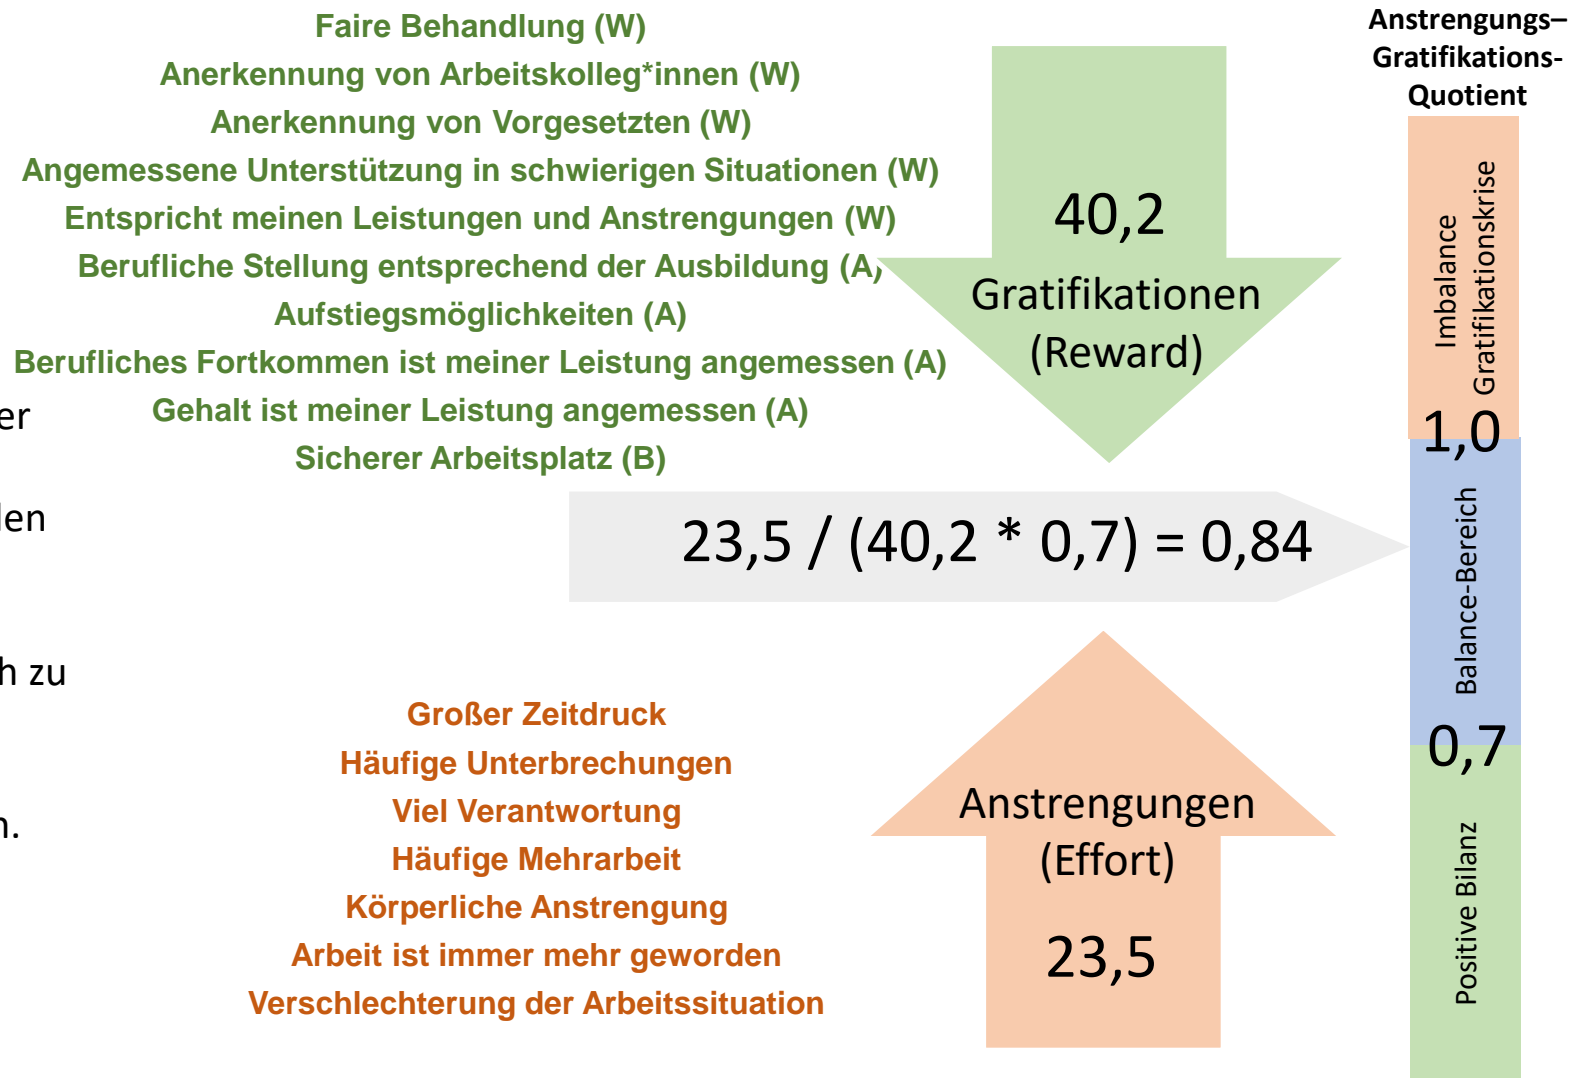 Faire Behandlung (W)
Anerkennung von Arbeitskolleg*innen (W)
Anerkennung von Vorgesetzten (W)
Angemessene Unterstützung in schwierigen Situationen (W)
Entspricht meinen Leistungen und Anstrengungen (W)
Berufliche Stellung entsprechend der Ausbildung (A)
Aufstiegsmöglichkeiten (A)
Berufliches Fortkommen ist meiner Leistung angemessen (A)
Gehalt ist meiner Leistung angemessen (A)
Sicherer Arbeitsplatz (B)
er
len
h zu
n.
40,2
Gratifikationen
(Reward)
23,5 / (40,2 * 0,7) = 0,84
Großer Zeitdruck
Häufige Unterbrechungen
Viel Verantwortung
Häufige Mehrarbeit
Körperliche Anstrengung
Arbeit ist immer mehr geworden
Verschlechterung der Arbeitssituation
Anstrengungen
(Effort)
23,5
Anstrengungs–
Gratifikations-
Quotient
Imbalance
Gratifikationskrise
1,0
Balance-Bereich
0,7
Positive Bilanz